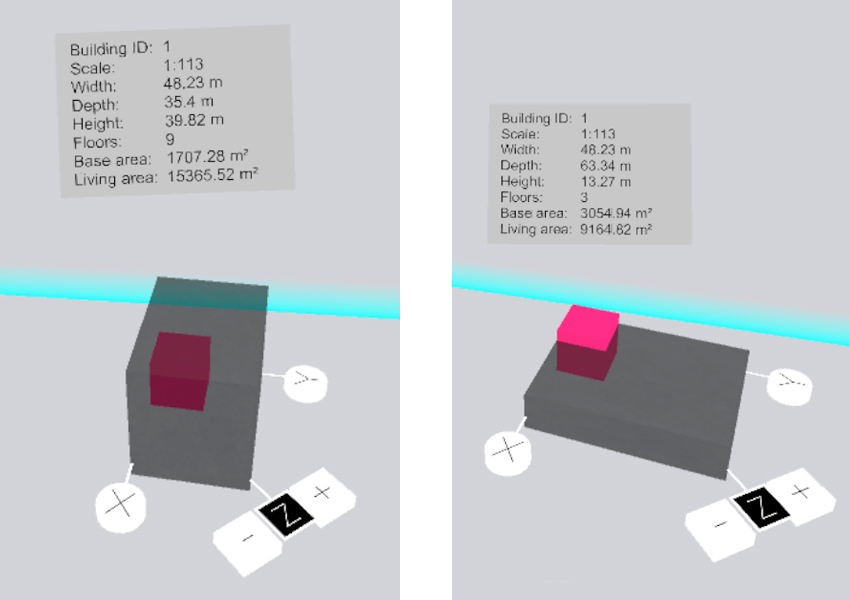 Building ID: 1
Scale: 1:113
Width: 48.23 m
Depth: 35.4 m
Height: 39.82 m
Floors: 9
Base area: 1707.28 m²
Living area: 15365.52 m²
X
Y
- Z +
Building ID: 1
Scale: 1:113
Width: 48.23 m
Depth: 63.34 m
Height: 13.27 m
Floors: 3
Base area: 3054.94 m²
Living area: 9164.82 m²
Y
X
- Z +